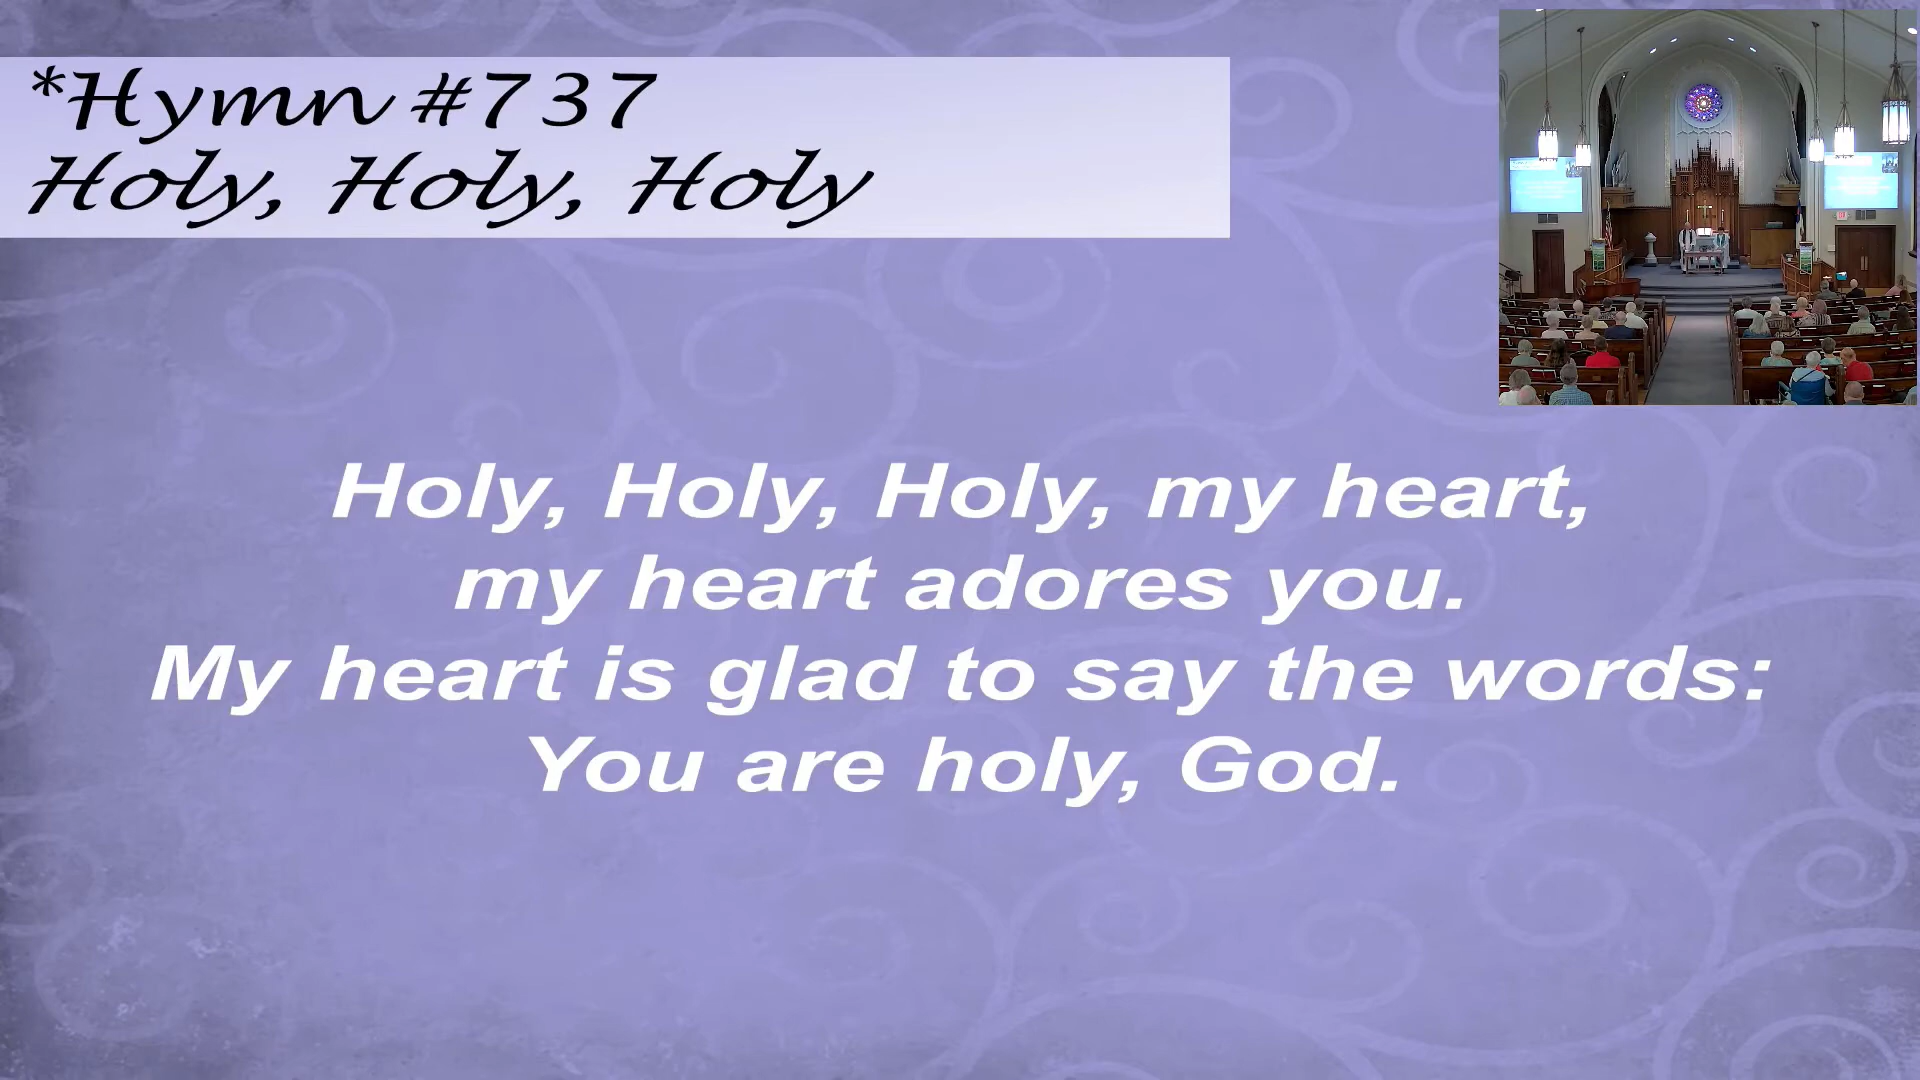 *Hymn #737
Holy, Holy, Holy
Holy, Holy, Holy, my heart,
my heart adores you.
My heart is glad to say the words:
You are holy, God.